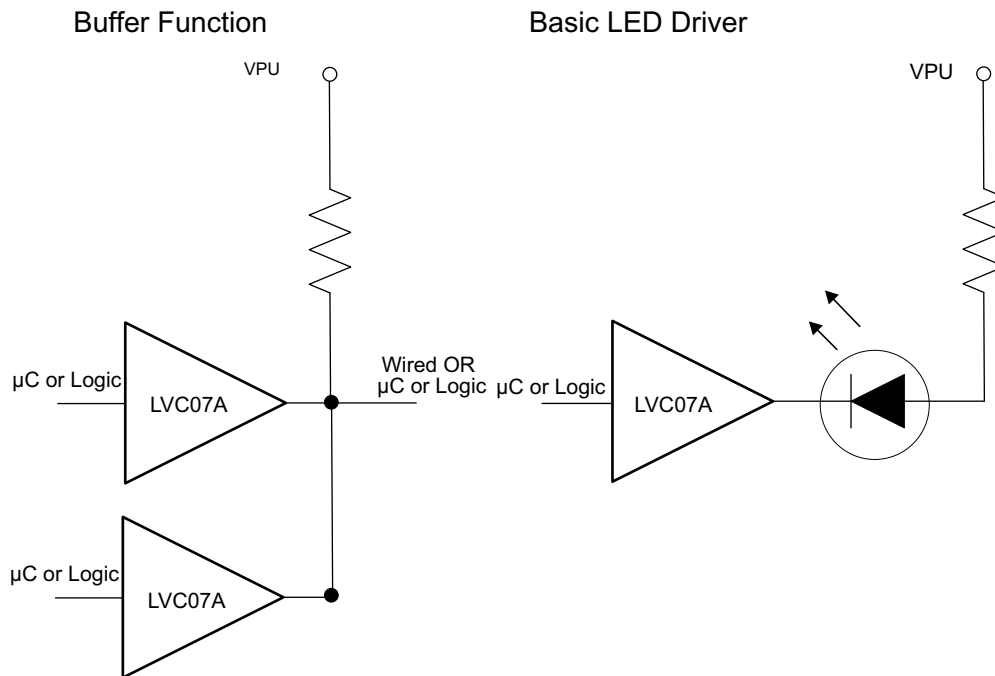 Buffer Function
Basic LED Driver
VPU
VPU
µC or Logic
LVC07A
Wired OR
µC or Logic
µC or Logic
LVC07A
µC or Logic
LVC07A